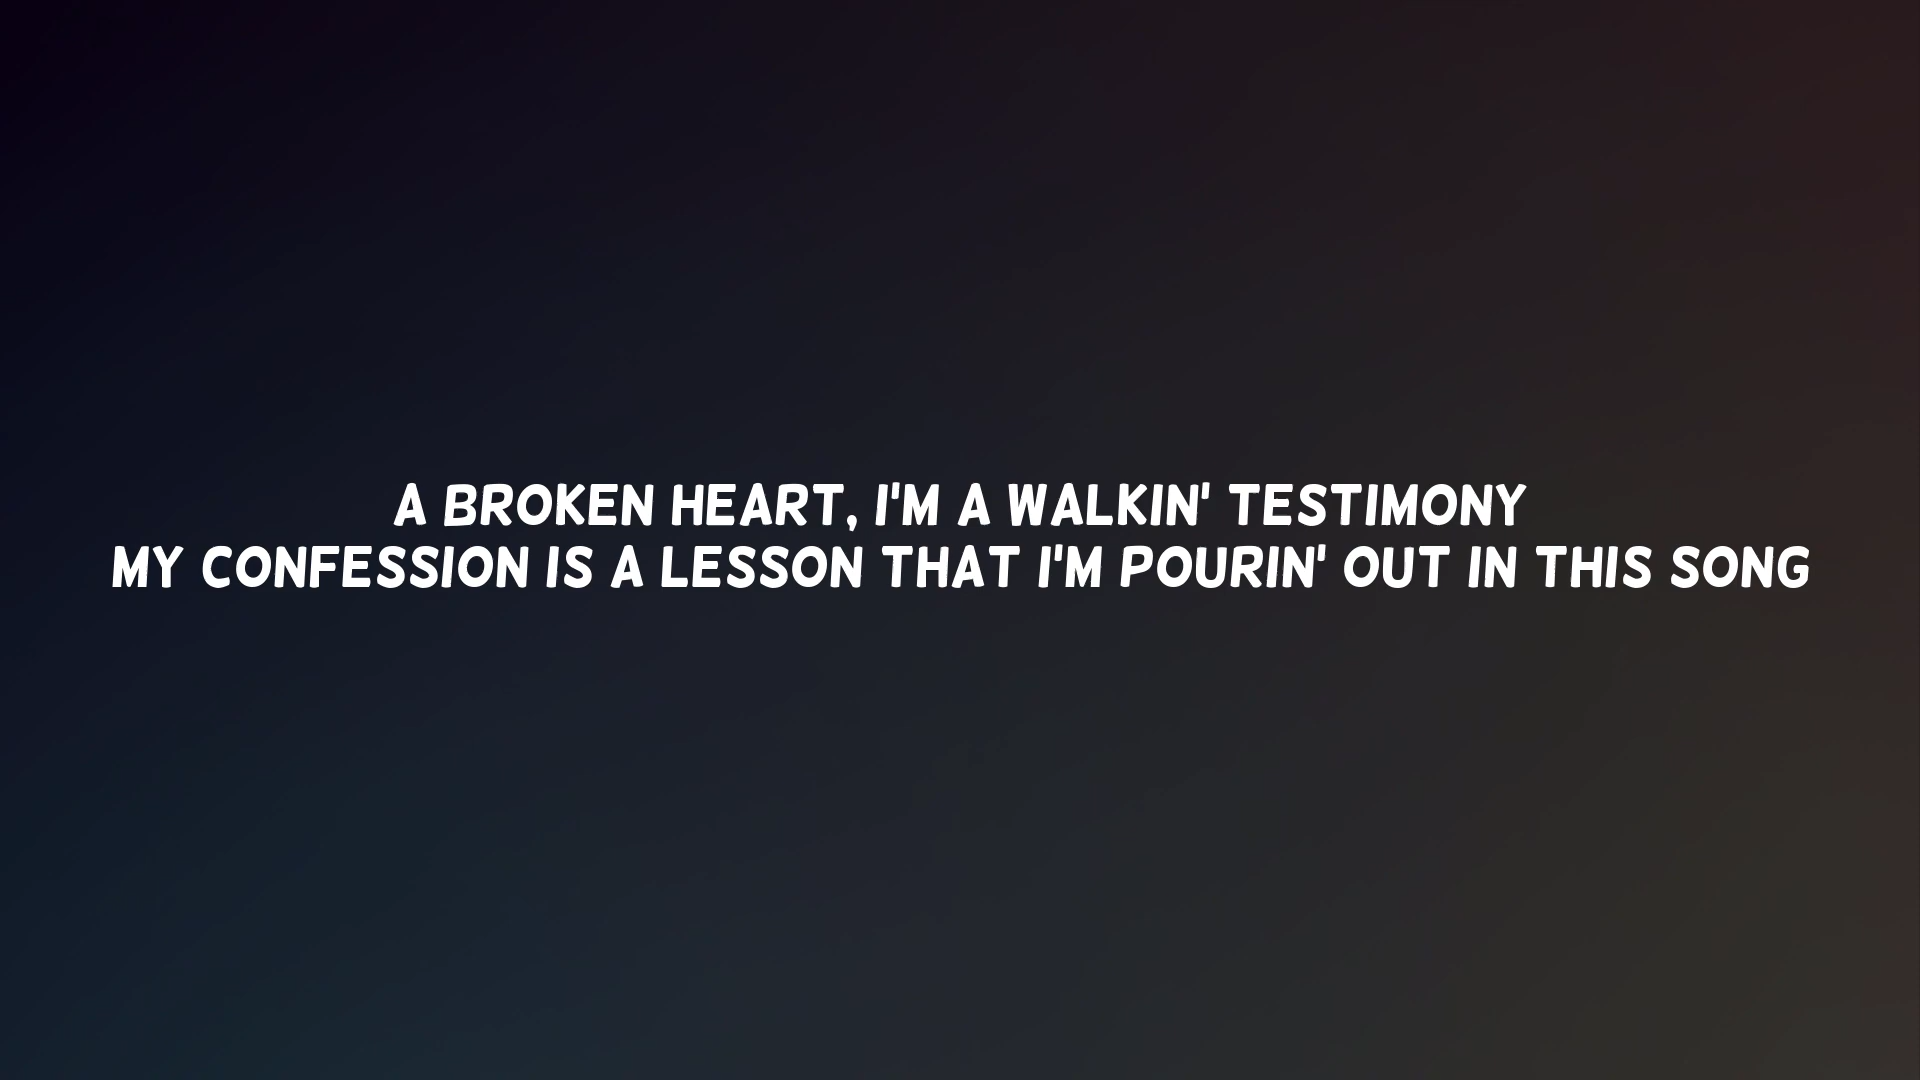 A BROKEN HEART, I'M A WALKIN' TESTIMONY
MY CONFESSION IS A LESSON THAT I'M POURIN' OUT IN THIS SONG